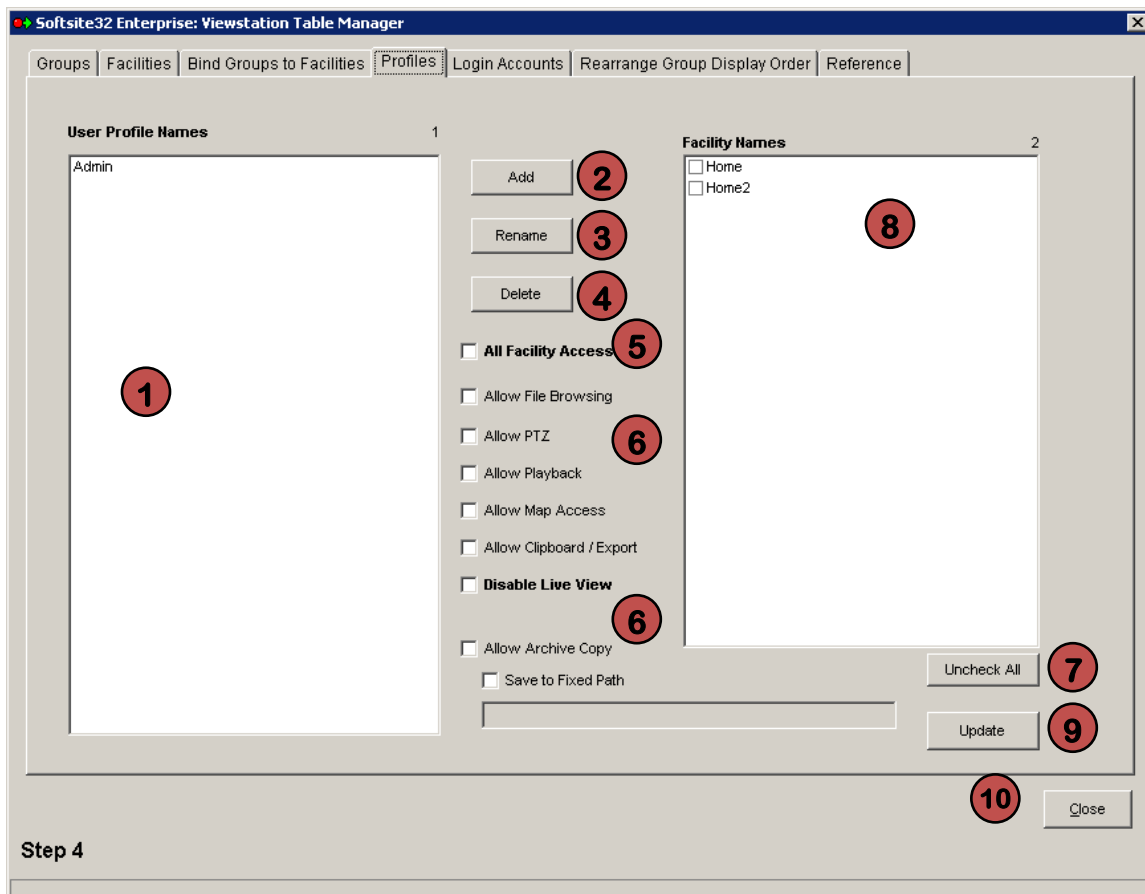 Softsite32 Enterprise: Viewstation Table Manager
Groups Facilities Bind Groups to Facilities Profiles Login Accounts Rearrange Group Display Order Reference
User Profile Names 1
Admin
1
Add 2
Rename 3
Delete 4
All Facility Access 5
Allow File Browsing
Allow PTZ 6
Allow Playback
Allow Map Access
Allow Clipboard / Export
Disable Live View
6
Allow Archive Copy
Save to Fixed Path
Facility Names 2
Home
Home2
8
Uncheck All 7
Update 9
10 Close
Step 4